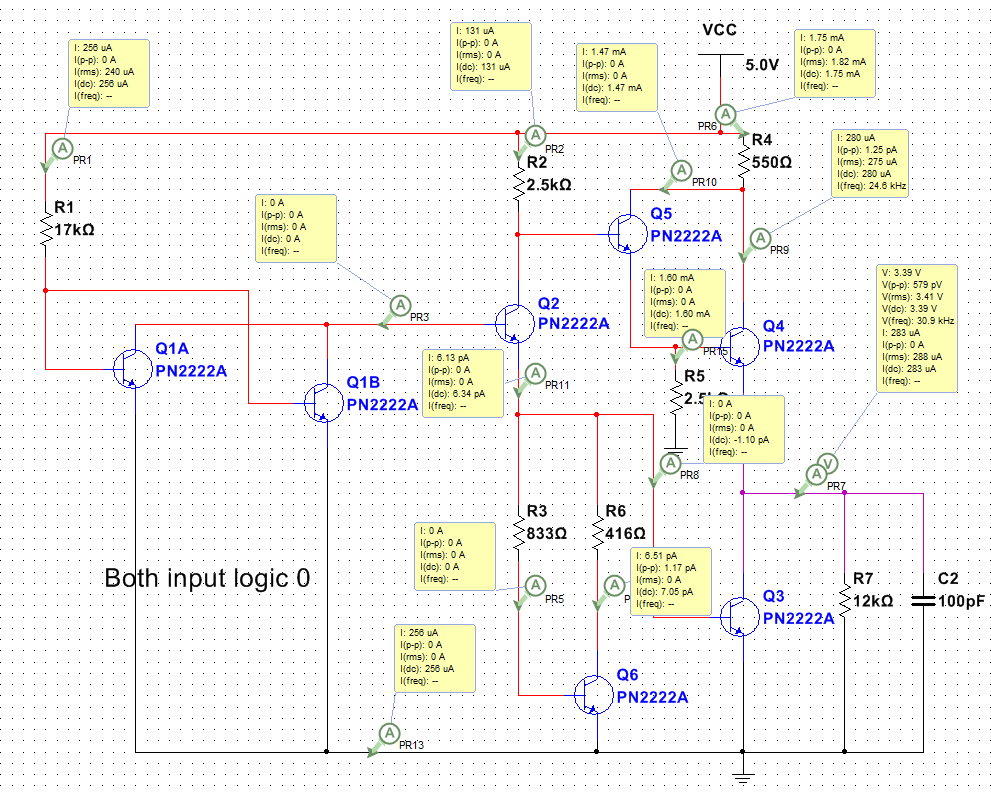 I: 256 uA
I(p-p): 0 A
I(rms): 240 uA
I(dc): 256 uA
I(freq): --
A
PR1
I: 131 uA
I(p-p): 0 A
I(rms): 0 A
I(dc): 131 uA
I(freq): --
A
PR2
I: 1.47 mA
I(p-p): 0 A
I(rms): 0 A
I(dc): 1.47 mA
I(freq): --
A
PR10
VCC
5.0V
I: 1.75 mA
I(p-p): 0 A
I(rms): 1.82 mA
I(dc): 1.75 mA
I(freq): --
A
PR6
R4
550Ω
I: 280 uA
I(p-p): 1.25 pA
I(rms): 275 uA
I(dc): 280 uA
I(freq): 24.6 kHz
A
PR9
R1
17kΩ
R2
2.5kΩ
Q5
PN2222A
I: 0 A
I(p-p): 0 A
I(rms): 0 A
I(dc): 0 A
I(freq): --
A
PR3
I: 1.60 mA
I(p-p): 0 A
I(rms): 0 A
I(dc): 1.60 mA
I(freq): --
A
PR15
V: 3.39 V
V(p-p): 579 pV
V(rms): 3.41 V
V(dc): 3.39 V
V(freq): 30.9 kHz
I: 283 uA
I(p-p): 0 A
I(rms): 288 uA
I(dc): 283 uA
I(freq): --
A V
PR7
Q1A
PN2222A
Q1B
PN2222A
Q2
PN2222A
Q4
PN2222A
I: 6.13 pA
I(p-p): 0 A
I(rms): 0 A
I(dc): 6.34 pA
I(freq): --
A
PR11
R5
I: 0 A
I(p-p): 0 A
I(rms): 0 A
I(dc): -1.10 pA
I(freq): --
A
PR8
R3
833Ω
R6
416Ω
I: 0 A
I(p-p): 0 A
I(rms): 0 A
I(dc): 0 A
I(freq): --
A
PR5
I: 6.51 pA
I(p-p): 1.17 pA
I(rms): 0 A
I(dc): 7.05 pA
I(freq): --
A
Q3
PN2222A
R7
12kΩ
C2
100pF
Both input logic 0
I: 256 uA
I(p-p): 0 A
I(rms): 0 A
I(dc): 256 uA
I(freq): --
A
PR13
Q6
PN2222A